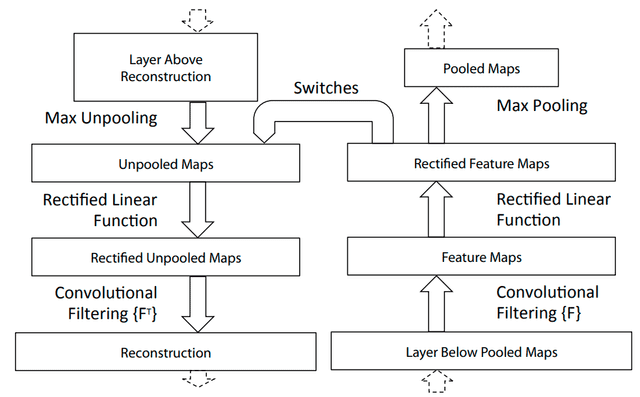 Layer Above
Reconstruction
Max Unpooling
Unpooled Maps
Rectified Linear
Function
Rectified Unpooled Maps
Convolutional
Filtering {Fᵀ}
Reconstruction
Switches
Pooled Maps
Max Pooling
Rectified Feature Maps
Rectified Linear
Function
Feature Maps
Convolutional
Filtering {F}
Layer Below Pooled Maps